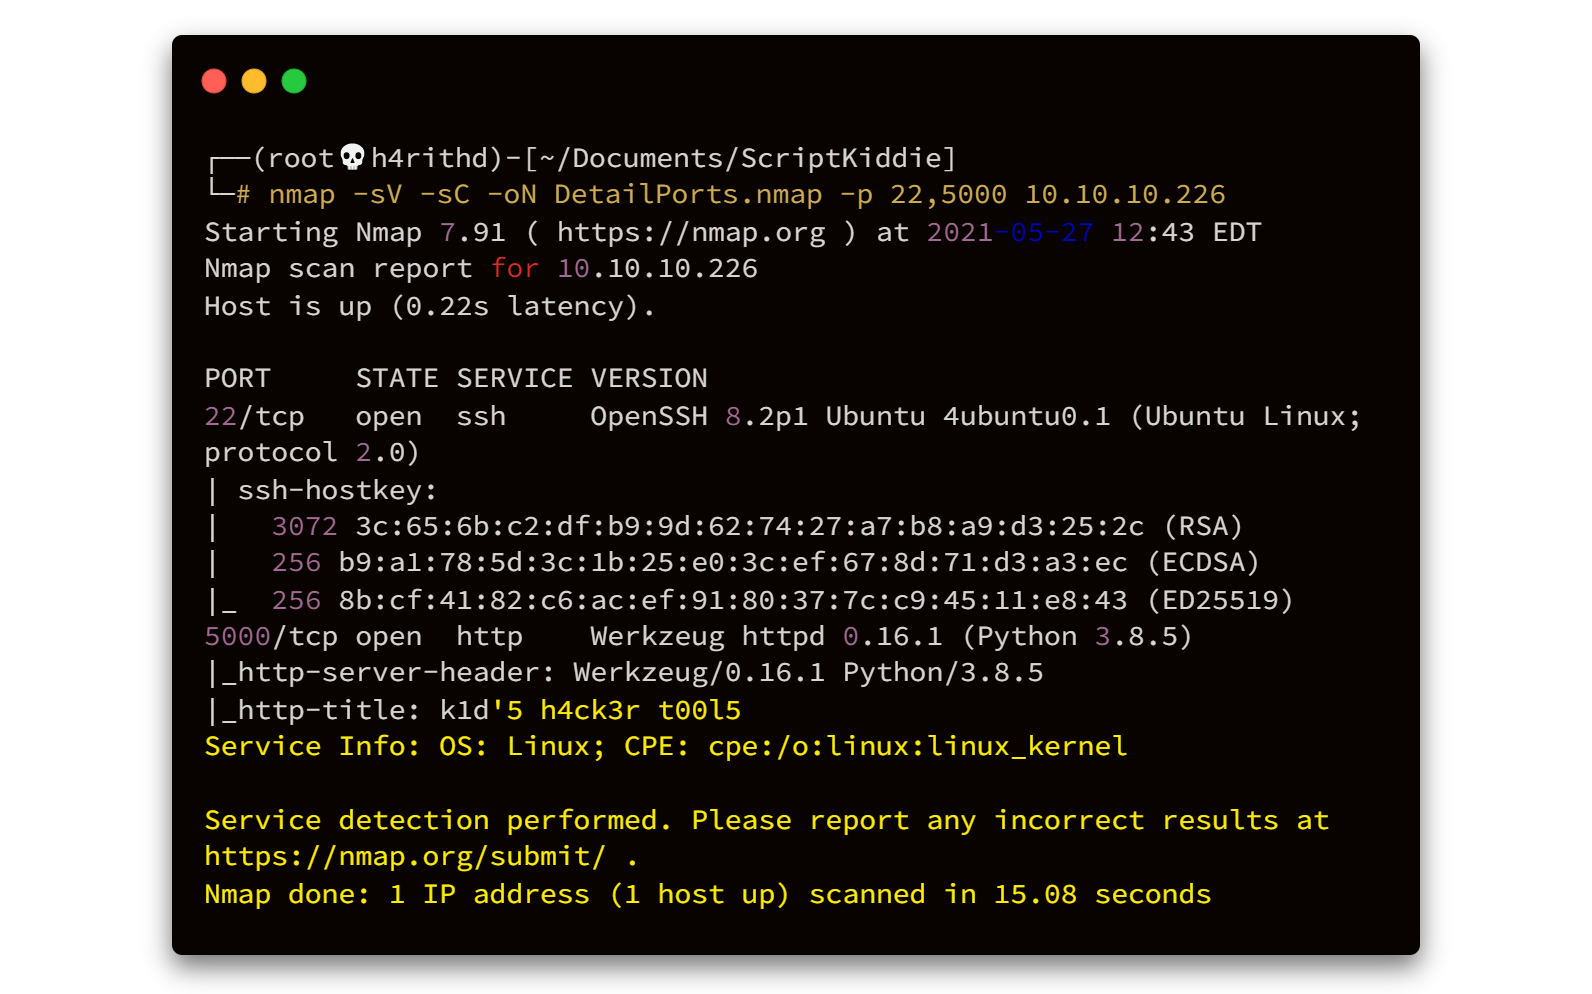 ┌──(root💀h4rithd)-[~/Documents/ScriptKiddie]
└─# nmap -sV -sC -oN DetailPorts.nmap -p 22,5000 10.10.10.226
Starting Nmap 7.91 ( https://nmap.org ) at 2021-05-27 12:43 EDT
Nmap scan report for 10.10.10.226
Host is up (0.22s latency).

PORT     STATE SERVICE VERSION
22/tcp   open  ssh     OpenSSH 8.2p1 Ubuntu 4ubuntu0.1 (Ubuntu Linux;
protocol 2.0)
| ssh-hostkey:
|   3072 3c:65:6b:c2:df:b9:9d:62:74:27:a7:b8:a9:d3:25:2c (RSA)
|   256 b9:a1:78:5d:3c:1b:25:e0:3c:ef:67:8d:71:d3:a3:ec (ECDSA)
|_  256 8b:cf:41:82:c6:ac:ef:91:80:37:7c:c9:45:11:e8:43 (ED25519)
5000/tcp open  http    Werkzeug httpd 0.16.1 (Python 3.8.5)
|_http-server-header: Werkzeug/0.16.1 Python/3.8.5
|_http-title: k1d'5 h4ck3r t00l5
Service Info: OS: Linux; CPE: cpe:/o:linux:linux_kernel

Service detection performed. Please report any incorrect results at
https://nmap.org/submit/ .
Nmap done: 1 IP address (1 host up) scanned in 15.08 seconds